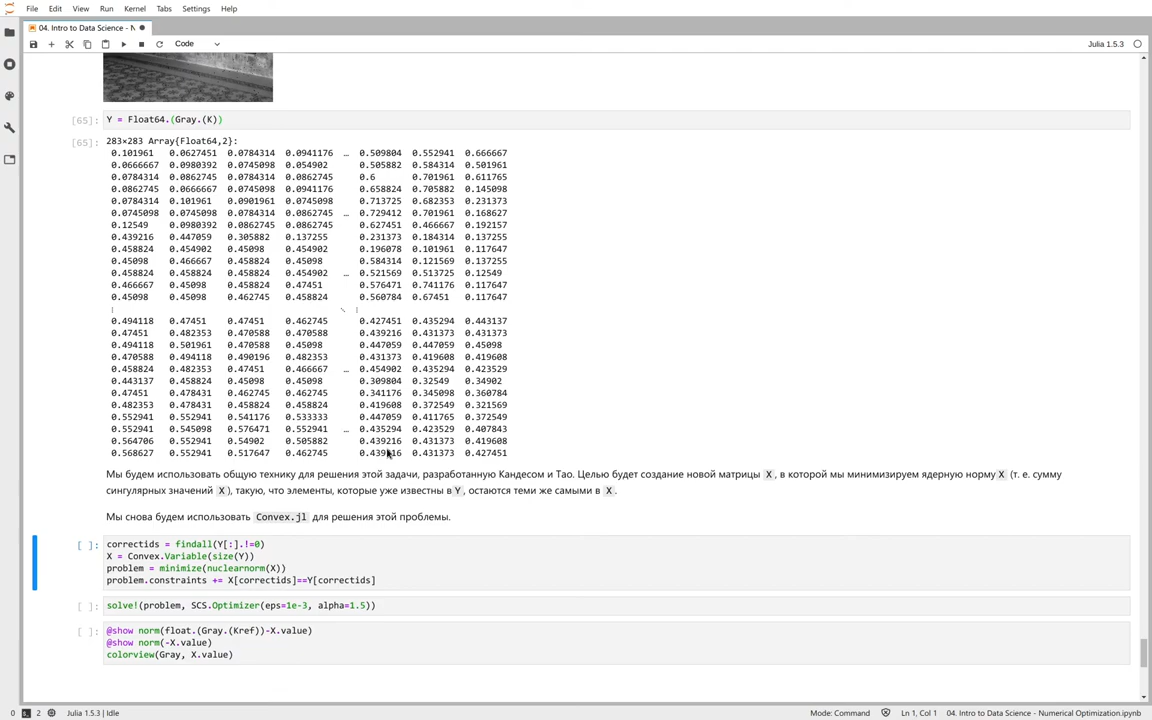 File Edit View Run Kernel Tabs Settings Help
04. Intro to Data Science - N
Code
Julia 1.5.3
[65]: Y = Float64.(Gray.(K))
[65]: 283×283 Array{Float64,2}:
0.101961 0.0627451 0.0784314 0.0941176 … 0.509804 0.552941 0.666667
0.0666667 0.0980392 0.0745098 0.054902 0.505882 0.584314 0.501961
0.0784314 0.0862745 0.0784314 0.0862745 0.6 0.701961 0.611765
0.0862745 0.0666667 0.0745098 0.0941176 0.658824 0.705882 0.145098
0.0784314 0.101961 0.0901961 0.0745098 0.713725 0.682353 0.231373
0.0745098 0.0745098 0.0784314 0.0862745 … 0.729412 0.701961 0.168627
0.12549 0.0980392 0.0862745 0.0862745 0.627451 0.466667 0.192157
0.439216 0.447059 0.305882 0.137255 0.231373 0.184314 0.137255
0.458824 0.454902 0.45098 0.454902 0.196078 0.101961 0.117647
0.45098 0.466667 0.458824 0.45098 0.584314 0.121569 0.137255
0.458824 0.458824 0.458824 0.454902 … 0.521569 0.513725 0.12549
0.466667 0.45098 0.458824 0.47451 0.576471 0.741176 0.117647
0.45098 0.45098 0.462745 0.458824 0.560784 0.67451 0.117647
⋮ ⋱ ⋮
0.494118 0.47451 0.47451 0.462745 0.427451 0.435294 0.443137
0.47451 0.482353 0.470588 0.470588 0.439216 0.431373 0.431373
0.494118 0.501961 0.470588 0.45098 0.447059 0.447059 0.45098
0.470588 0.494118 0.490196 0.482353 0.431373 0.419608 0.419608
0.458824 0.482353 0.47451 0.466667 … 0.454902 0.435294 0.423529
0.443137 0.458824 0.45098 0.45098 0.309804 0.32549 0.34902
0.47451 0.478431 0.462745 0.462745 0.341176 0.345098 0.360784
0.482353 0.478431 0.458824 0.458824 0.419608 0.372549 0.321569
0.552941 0.552941 0.541176 0.533333 0.447059 0.411765 0.372549
0.552941 0.545098 0.576471 0.552941 … 0.435294 0.423529 0.407843
0.564706 0.552941 0.54902 0.505882 0.439216 0.431373 0.419608
0.568627 0.552941 0.517647 0.462745 0.431373 0.427451
Мы будем использовать общую технику для решения этой задачи, разработанную Кандесом и Тао. Целью будет создание новой матрицы X, в которой мы минимизируем ядерную норму X (т. е. сумму
сингулярных значений X), такую, что элементы, которые уже известны в Y, остаются теми же самыми в X.
Мы снова будем использовать Convex.jl для решения этой проблемы.
[ ]: correctids = findall(Y[:].!=0)
X = Convex.Variable(size(Y))
problem = minimize(nuclearnorm(X))
problem.constraints += X[correctids]==Y[correctids]
[ ]: solve!(problem, SCS.Optimizer(eps=1e-3, alpha=1.5))
[ ]: @show norm(float.(Gray.(Kref))-X.value)
@show norm(-X.value)
colorview(Gray, X.value)
0 2 Julia 1.5.3 | Idle Mode: Command Ln 1, Col 1 04. Intro to Data Science - Numerical Optimization.ipynb